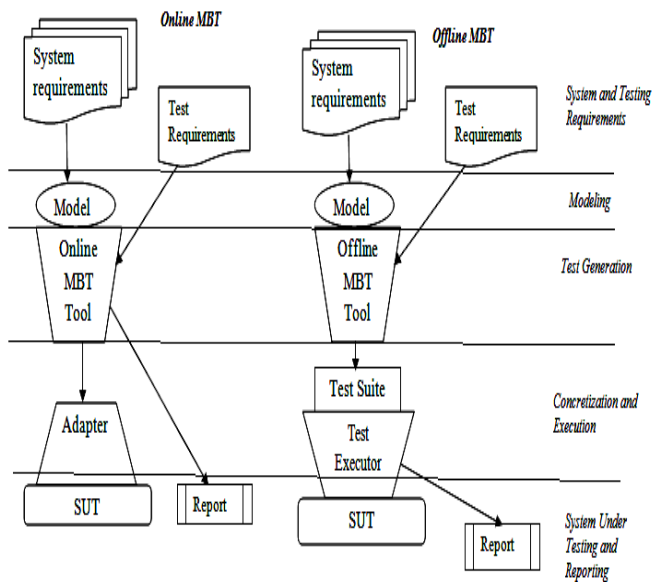 Online MBT
Offline MBT
System
requirements
Test
Requirements
System
requirements
Test
Requirements
System and Testing
Requirements
Model
Model
Modeling
Online
MBT
Tool
Offline
MBT
Tool
Test Generation
Adapter
Test Suite
Test
Executor
Concretization and
Execution
SUT
Report
SUT
Report
System Under
Testing and
Reporting